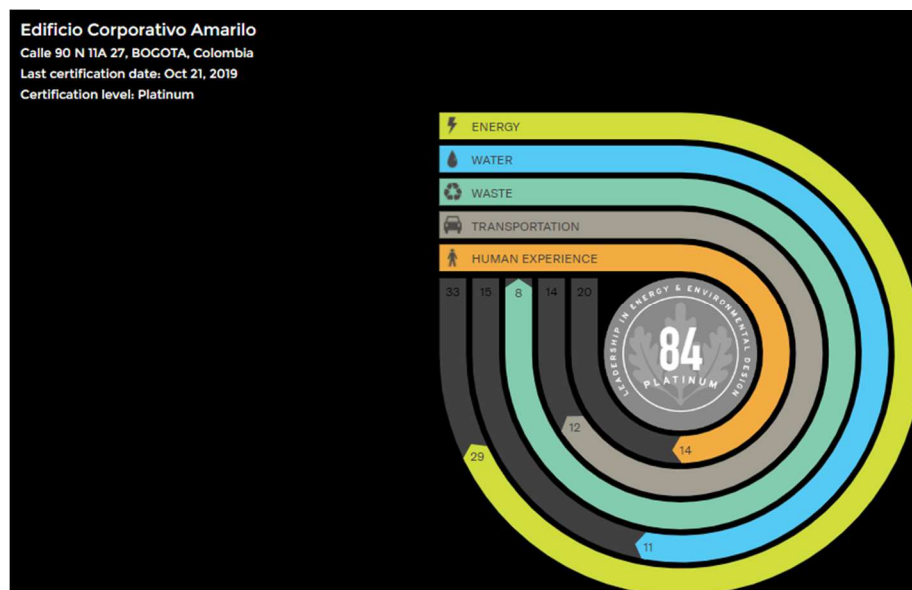 Edificio Corporativo Amarilo
Calle 90 N 11A 27, BOGOTA, Colombia
Last certification date: Oct 21, 2019
Certification level: Platinum
ENERGY
WATER
WASTE
TRANSPORTATION
HUMAN EXPERIENCE
33 15 8 14 20
LEADERSHIP IN ENERGY & ENVIRONMENTAL DESIGN
84
PLATINUM
12
14
29
11